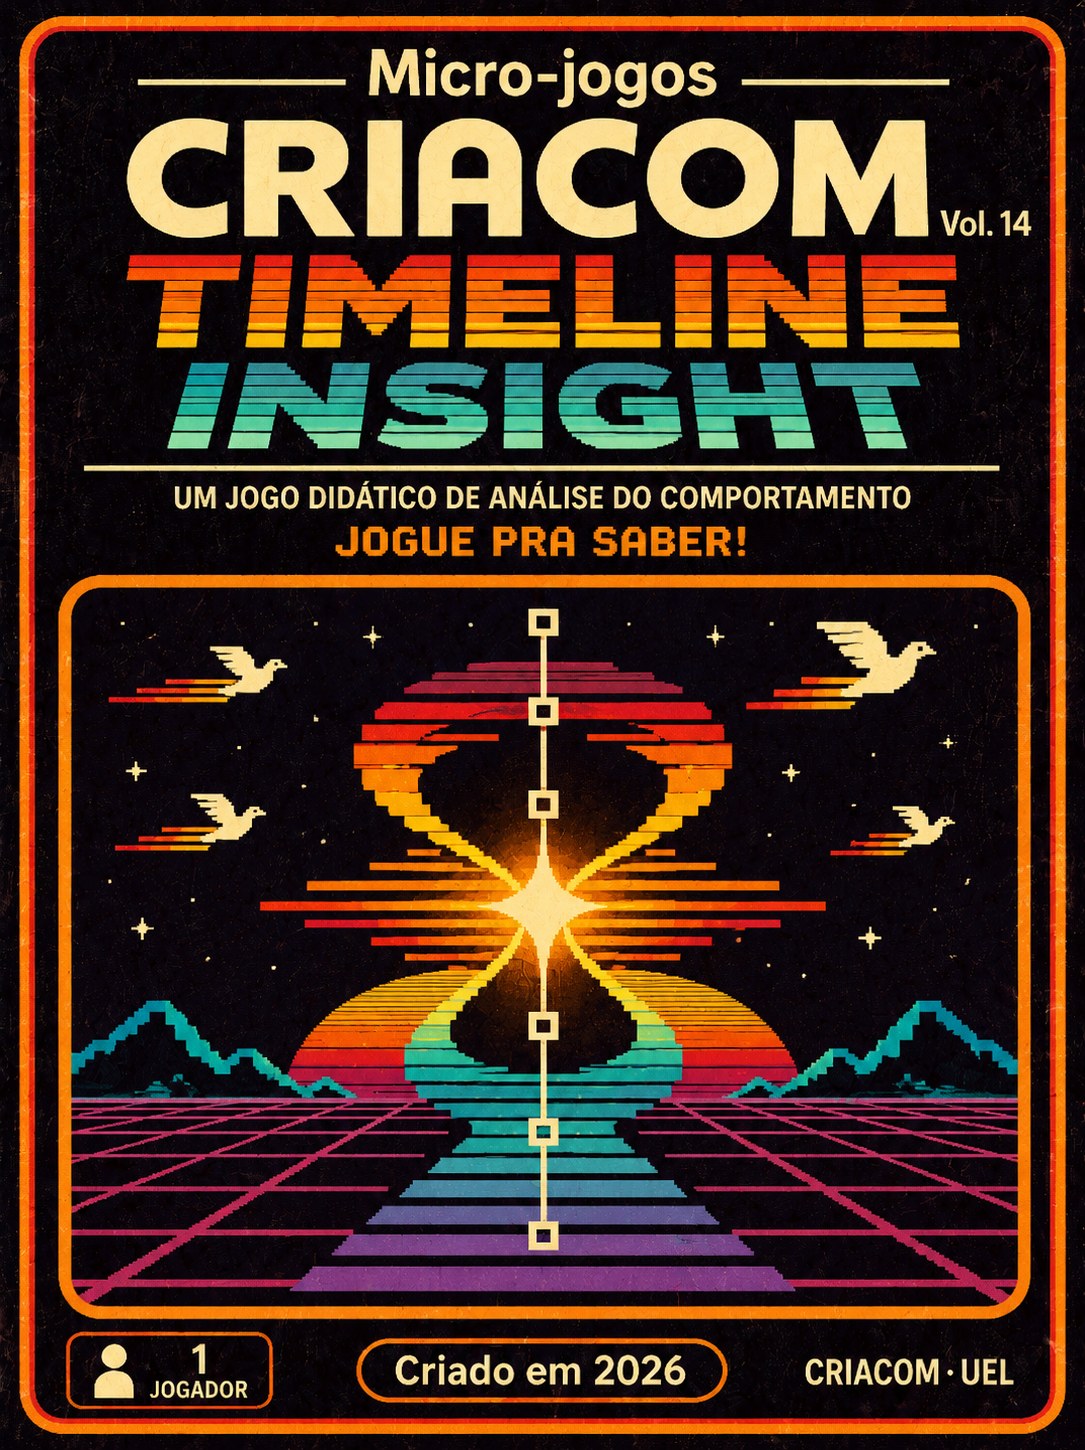 Micro-jogos
CRIACOM
Vol. 14
TIMELINE
INSIGHT
UM JOGO DIDÁTICO DE ANÁLISE DO COMPORTAMENTO
JOGUE PRA SABER!
1
JOGADOR
Criado em 2026
CRIACOM · UEL